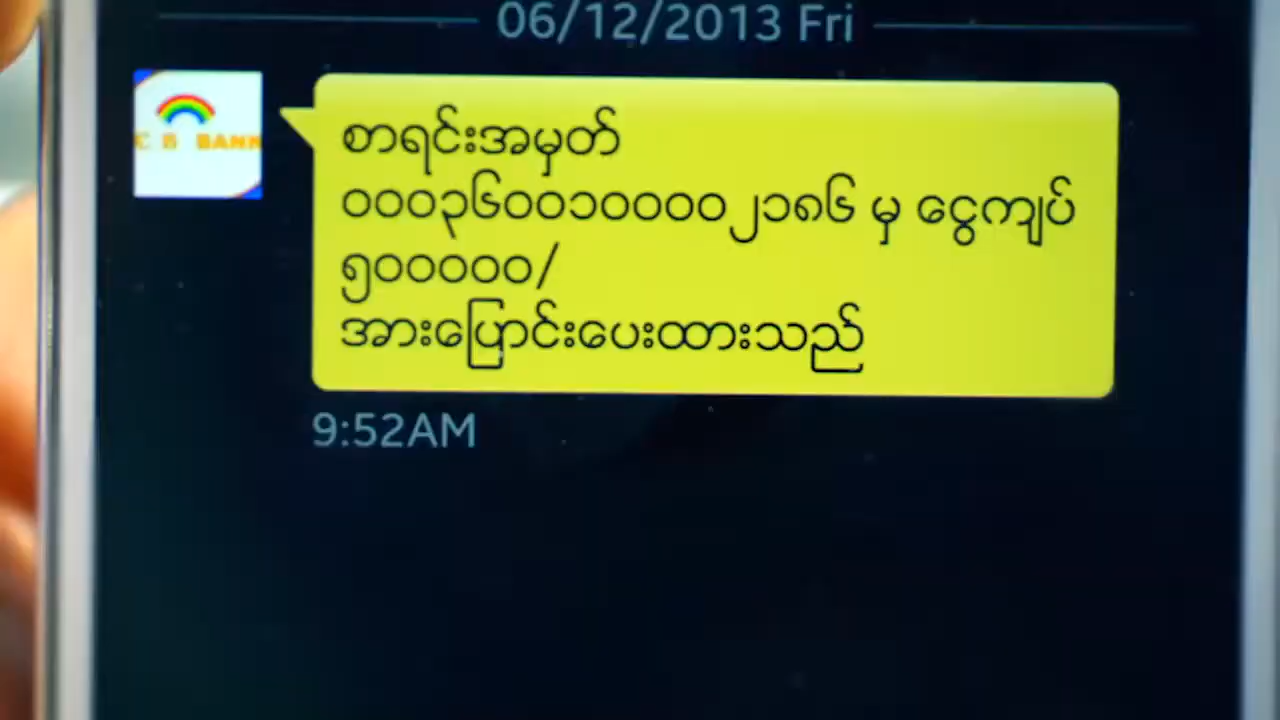 06/12/2013 Fri
C B BANK
စာရင်းအမှတ်
၀၀၀၃၆၀၀၁၀၀၀၀၂၁၈၆ မှ ငွေကျပ်
၅၀၀၀၀၀/
အားပြောင်းပေးထားသည်
9:52AM